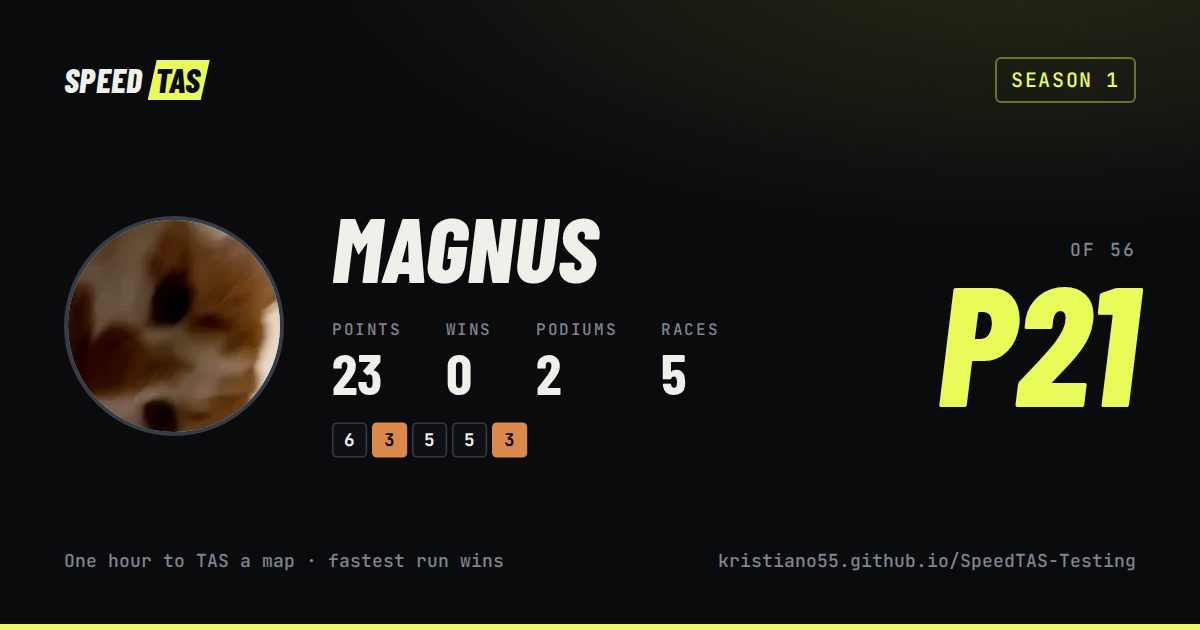 SPEED TAS
SEASON 1
MAGNUS
OF 56
P21
POINTS WINS PODIUMS RACES
23 0 2 5
6 3 5 5 3
One hour to TAS a map · fastest run wins
kristiano55.github.io/SpeedTAS-Testing